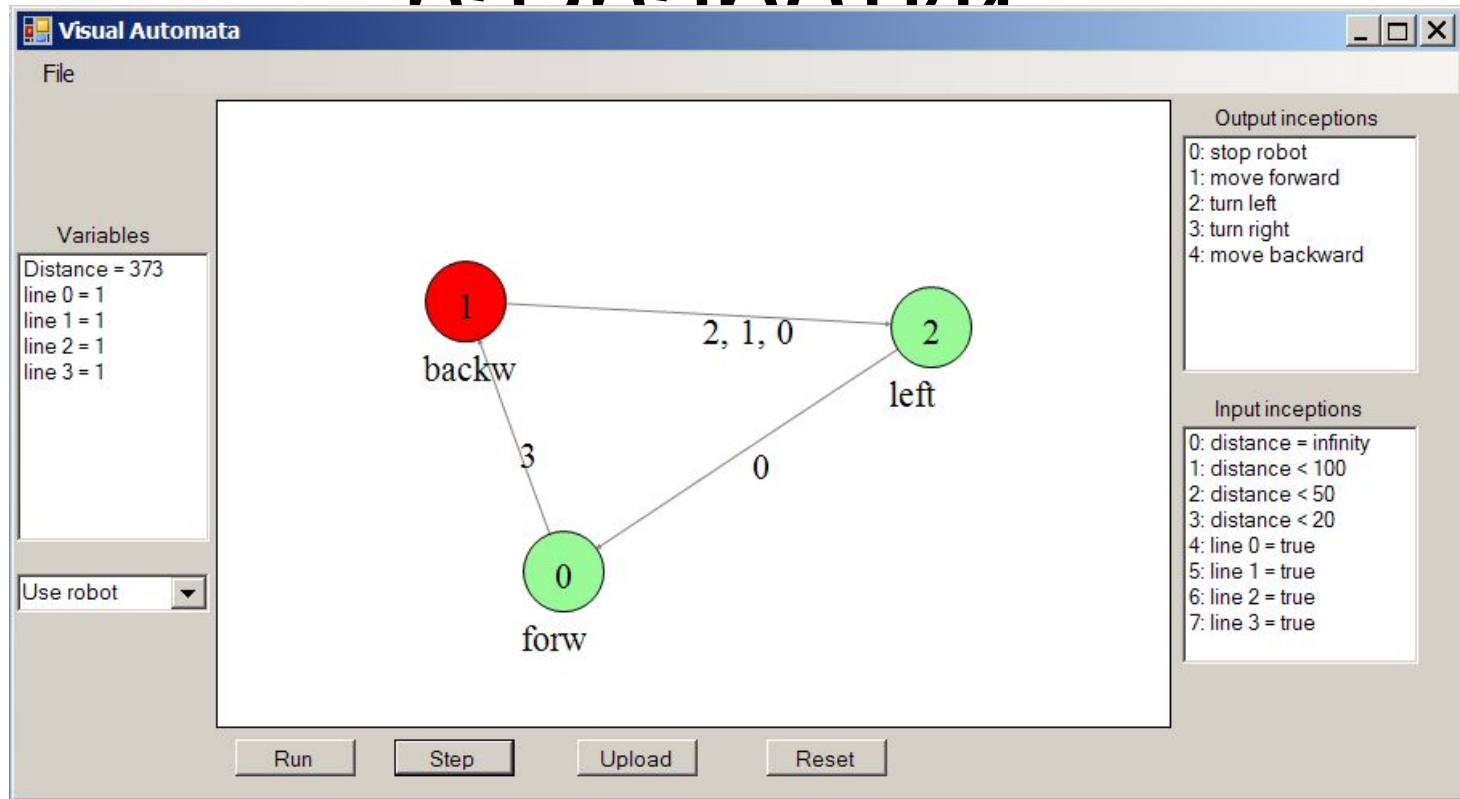 Visual Automata
File
Variables
Distance = 373
line 0 = 1
line 1 = 1
line 2 = 1
line 3 = 1
Use robot
1
backw
2, 1, 0
2
left
3
0
0
forw
Output inceptions
0: stop robot
1: move forward
2: turn left
3: turn right
4: move backward
Input inceptions
0: distance = infinity
1: distance < 100
2: distance < 50
3: distance < 20
4: line 0 = true
5: line 1 = true
6: line 2 = true
7: line 3 = true
Run
Step
Upload
Reset